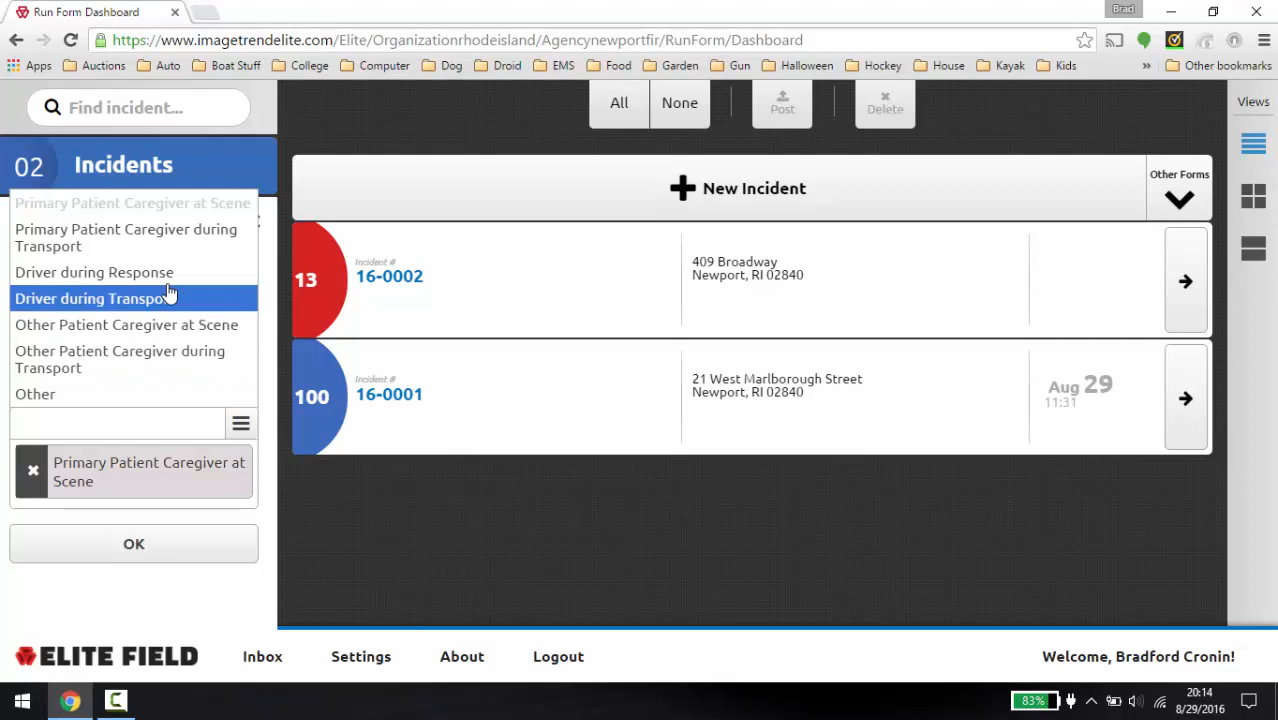 Run Form Dashboard
Brad
https://www.imagetrendelite.com/Elite/Organizationrhodeisland/Agencynewportfir/RunForm/Dashboard
Apps Auctions Auto Boat Stuff College Computer Dog Droid EMS Food Garden Gun Halloween Hockey House Kayak Kids » Other bookmarks
Find incident...
All None Post Delete
Views
02 Incidents
New Incident
Other Forms
Primary Patient Caregiver at Scene
Primary Patient Caregiver during
Transport
Driver during Response
Driver during Transpo
Other Patient Caregiver at Scene
Other Patient Caregiver during
Transport
Other
Primary Patient Caregiver at
Scene
OK
13
Incident #
16-0002
409 Broadway
Newport, RI 02840
100
Incident #
16-0001
21 West Marlborough Street
Newport, RI 02840
Aug 29
11:31
ELITE FIELD Inbox Settings About Logout Welcome, Bradford Cronin!
83%
20:14
8/29/2016